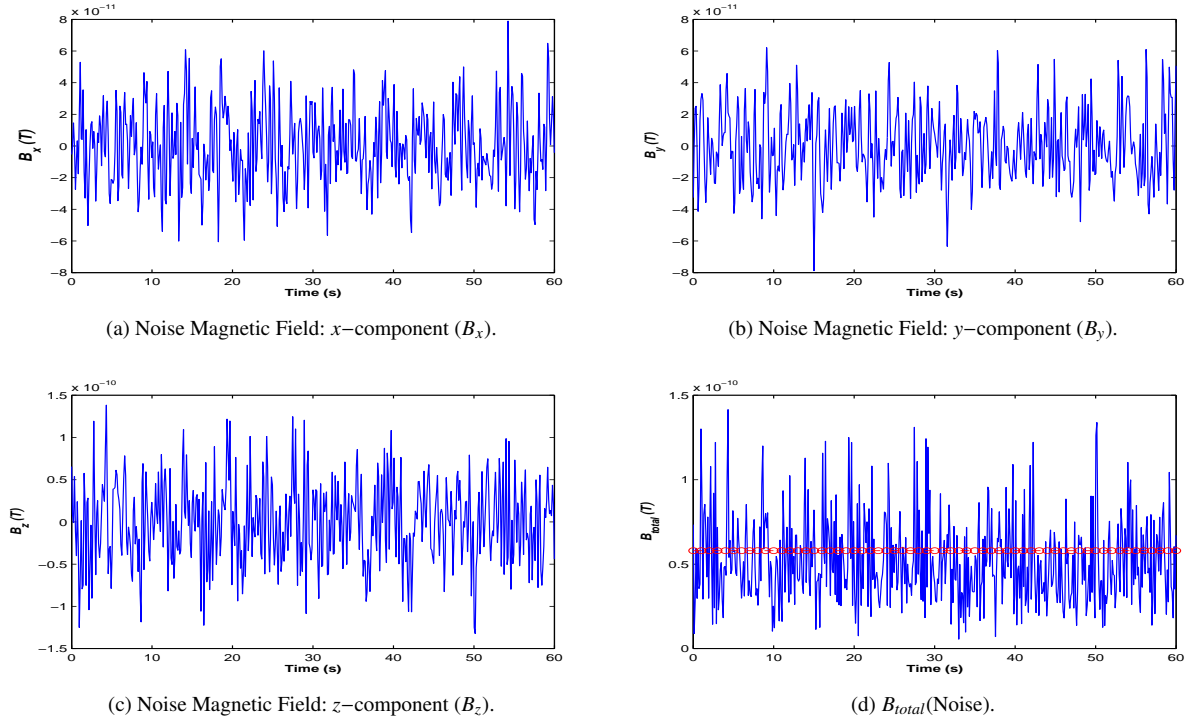 x 10⁻¹¹
8
6
4
2
0
−2
−4
−6
−8
B_x (T)
0 10 20 30 40 50 60
Time (s)
(a) Noise Magnetic Field: x−component (B_x).
x 10⁻¹¹
8
6
4
2
0
−2
−4
−6
−8
B_y (T)
0 10 20 30 40 50 60
Time (s)
(b) Noise Magnetic Field: y−component (B_y).
x 10⁻¹⁰
1.5
1
0.5
0
−0.5
−1
−1.5
B_z (T)
0 10 20 30 40 50 60
Time (s)
(c) Noise Magnetic Field: z−component (B_z).
x 10⁻¹⁰
1.5
1
0.5
0
B_total (T)
0 10 20 30 40 50 60
Time (s)
(d) B_total(Noise).